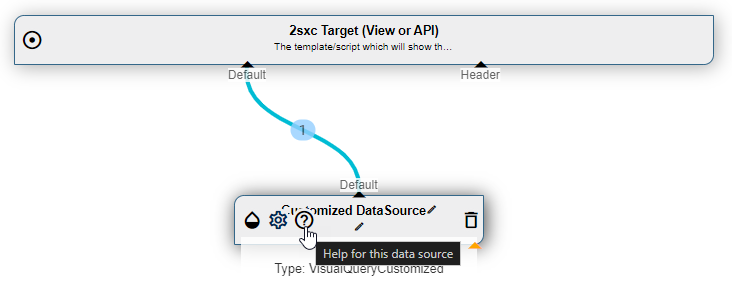 2sxc Target (View or API)
The template/script which will show th...
Default
Header
1
Default
Customized DataSource
Help for this data source
Type: VisualQueryCustomized